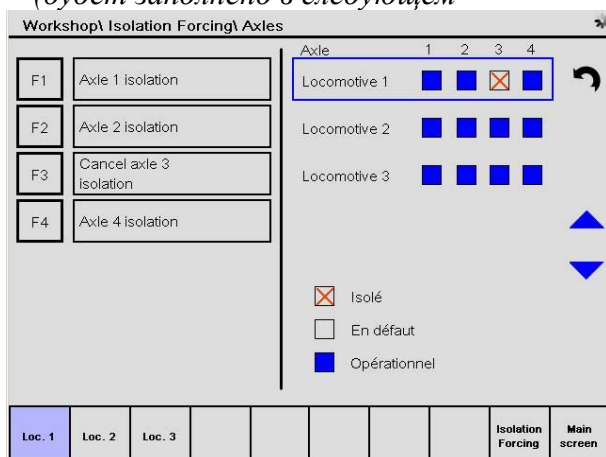 (будет заполнено в следующем
Workshop\ Isolation Forcing\ Axles
F1 Axle 1 isolation
F2 Axle 2 isolation
F3 Cancel axle 3
isolation
F4 Axle 4 isolation
Axle 1 2 3 4
Locomotive 1
Locomotive 2
Locomotive 3
Isolé
En défaut
Opérationnel
Loc. 1 Loc. 2 Loc. 3 Isolation
Forcing Main
screen